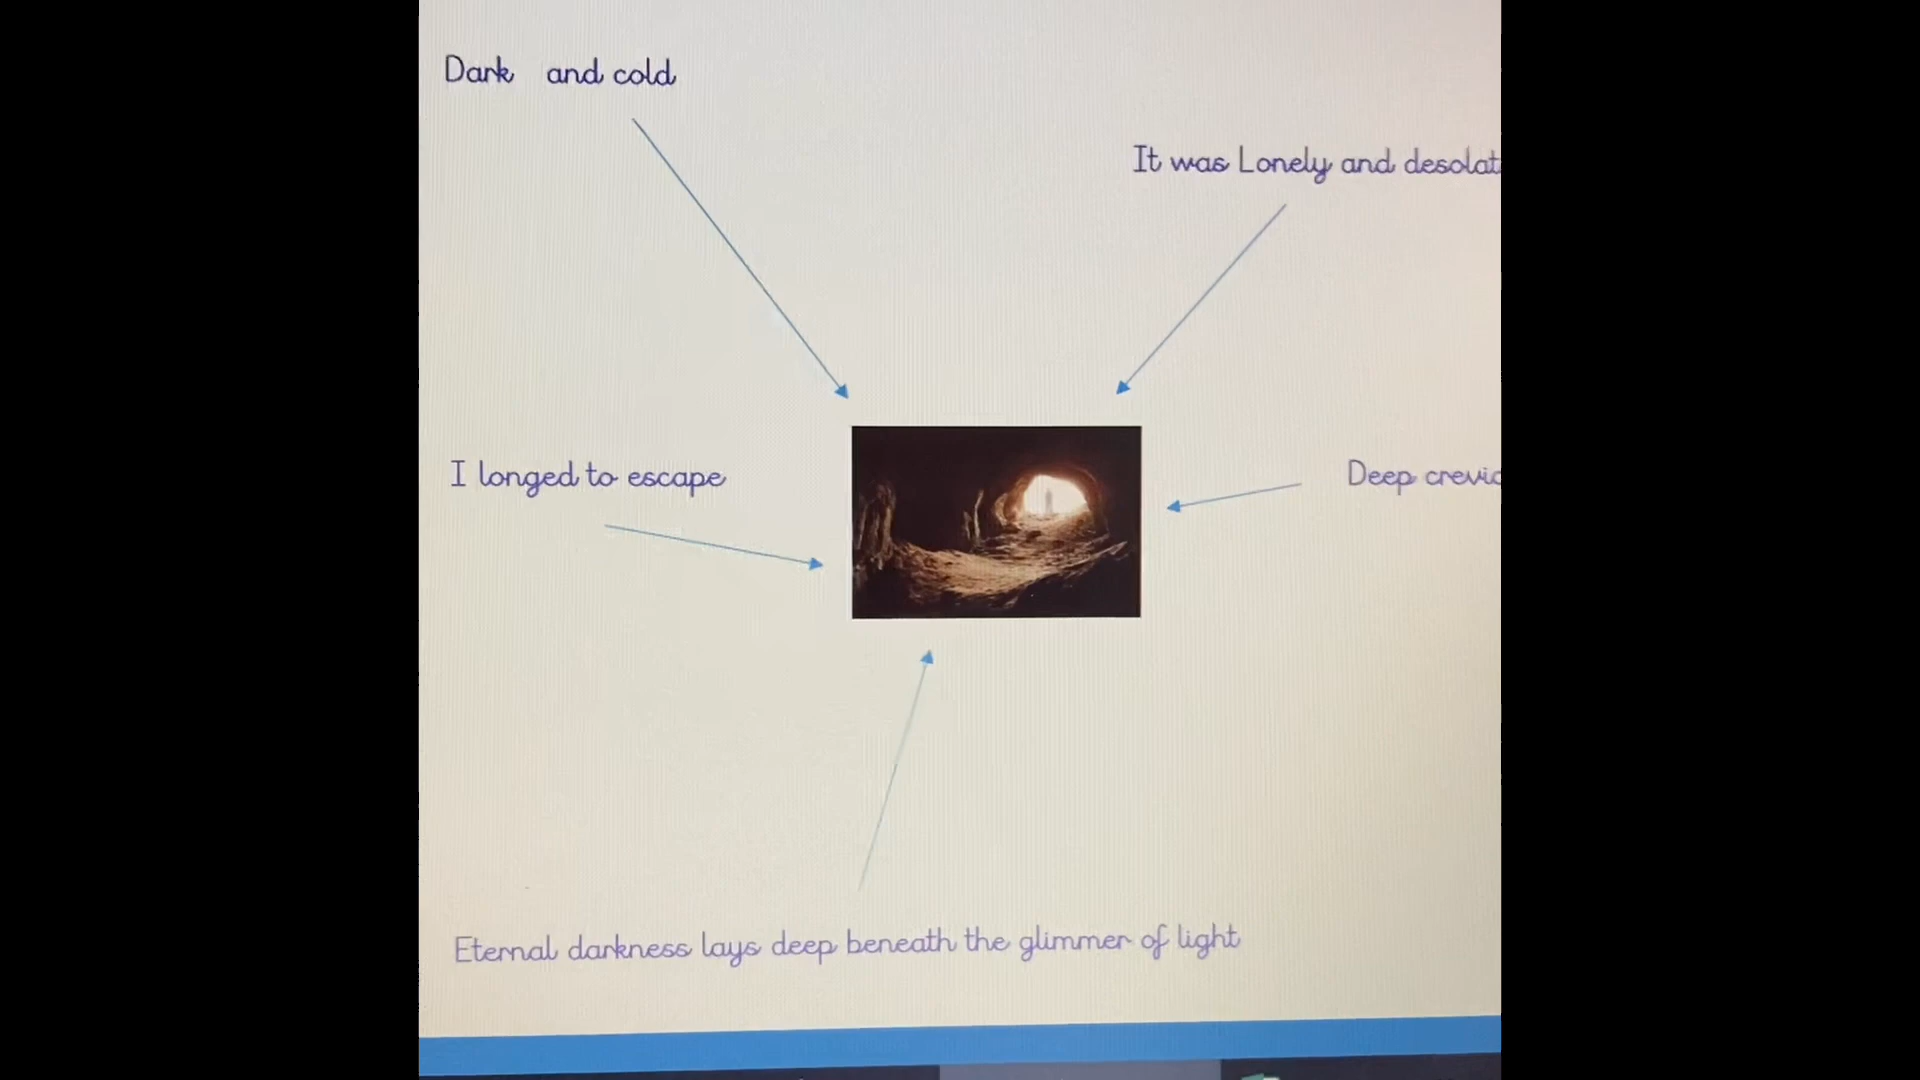 Dark and cold
It was Lonely and desolat
I longed to escape
Deep crevic
Eternal darkness lays deep beneath the glimmer of light